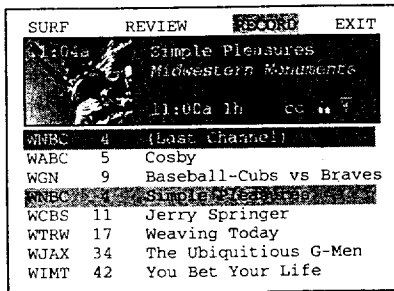 SURF REVIEW RECORD EXIT
11:04a Simple Pleasures
Midwestern Monuments
11:00a 1h cc
WNBC 4 (Last Channel)
WABC 5 Cosby
WGN 9 Baseball-Cubs vs Braves
WNBC 4 Simple Pleasures
WCBS 11 Jerry Springer
WTRW 17 Weaving Today
WJAX 34 The Ubiquitious G-Men
WIMT 42 You Bet Your Life